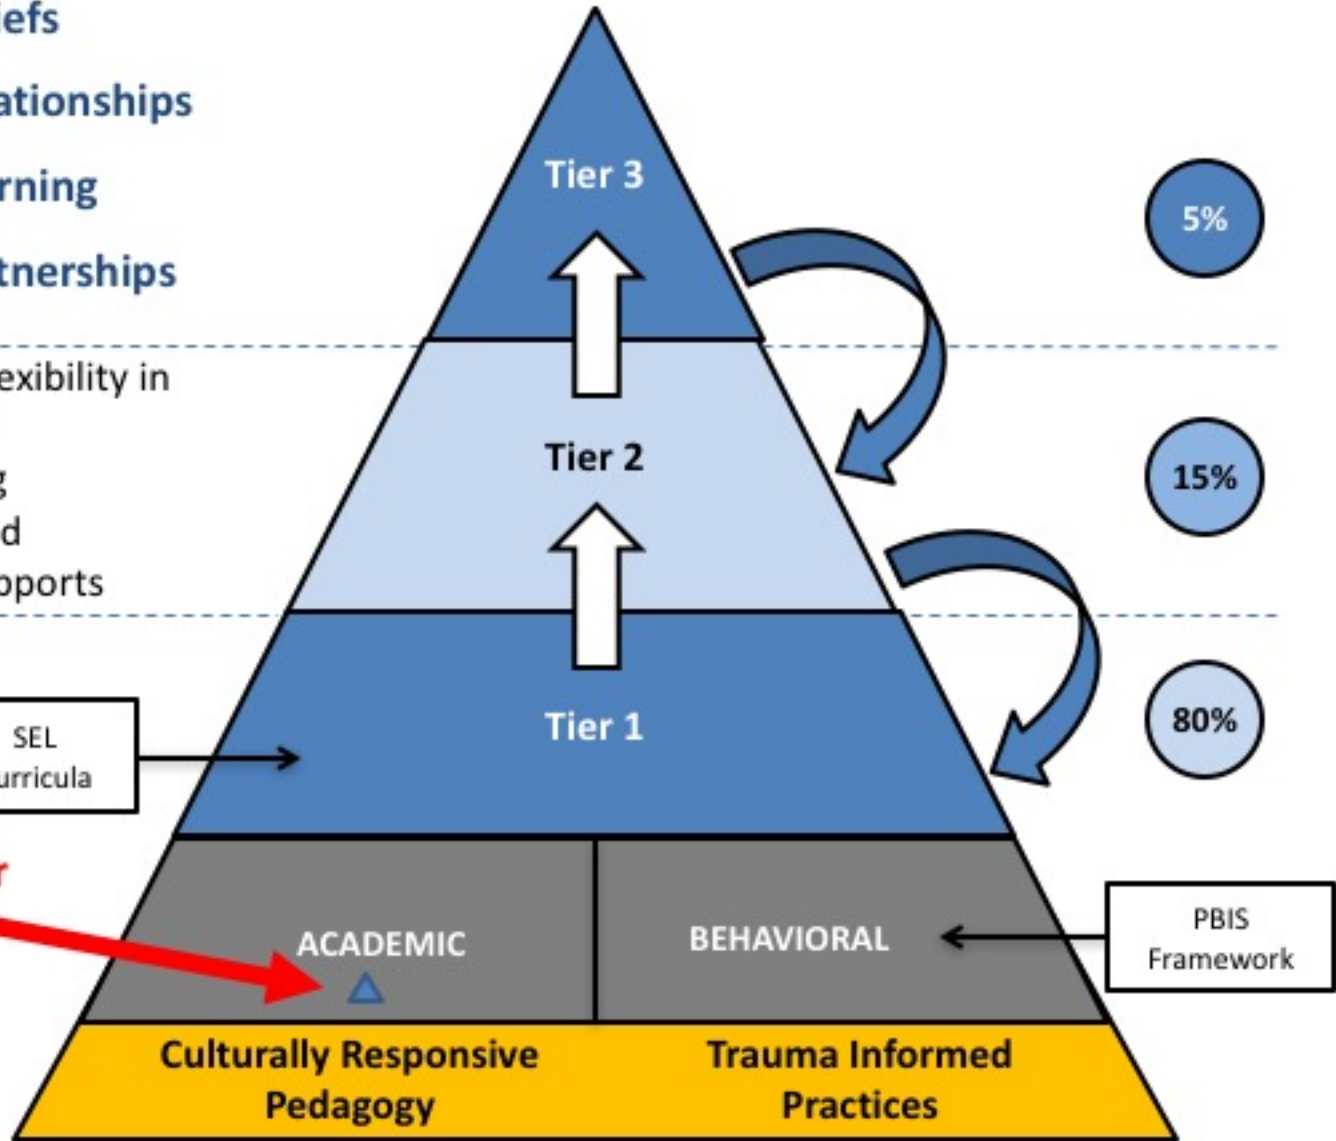 iefs
ationships
rning
tnerships
exibility in
g
d
pports
SEL
urricula
r
Tier 3
Tier 2
Tier 1
5%
15%
80%
ACADEMIC
BEHAVIORAL
PBIS
Framework
Culturally Responsive
Pedagogy
Trauma Informed
Practices